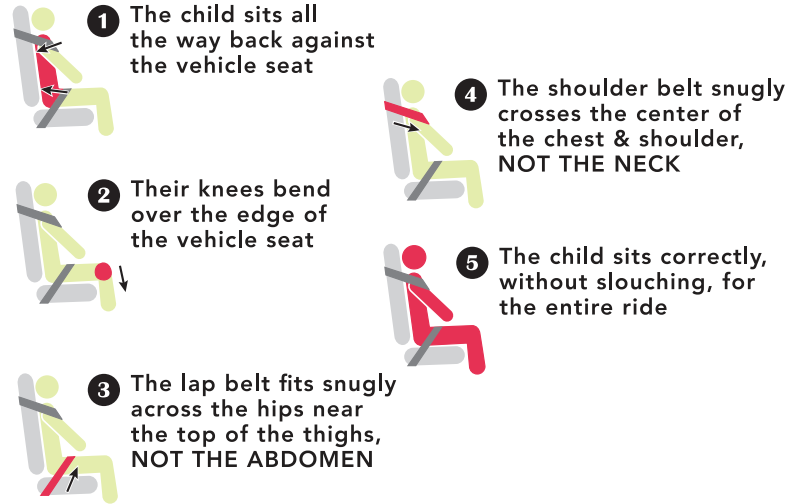 1 The child sits all
the way back against
the vehicle seat
2 Their knees bend
over the edge of
the vehicle seat
3 The lap belt fits snugly
across the hips near
the top of the thighs,
NOT THE ABDOMEN
4 The shoulder belt snugly
crosses the center of
the chest & shoulder,
NOT THE NECK
5 The child sits correctly,
without slouching, for
the entire ride